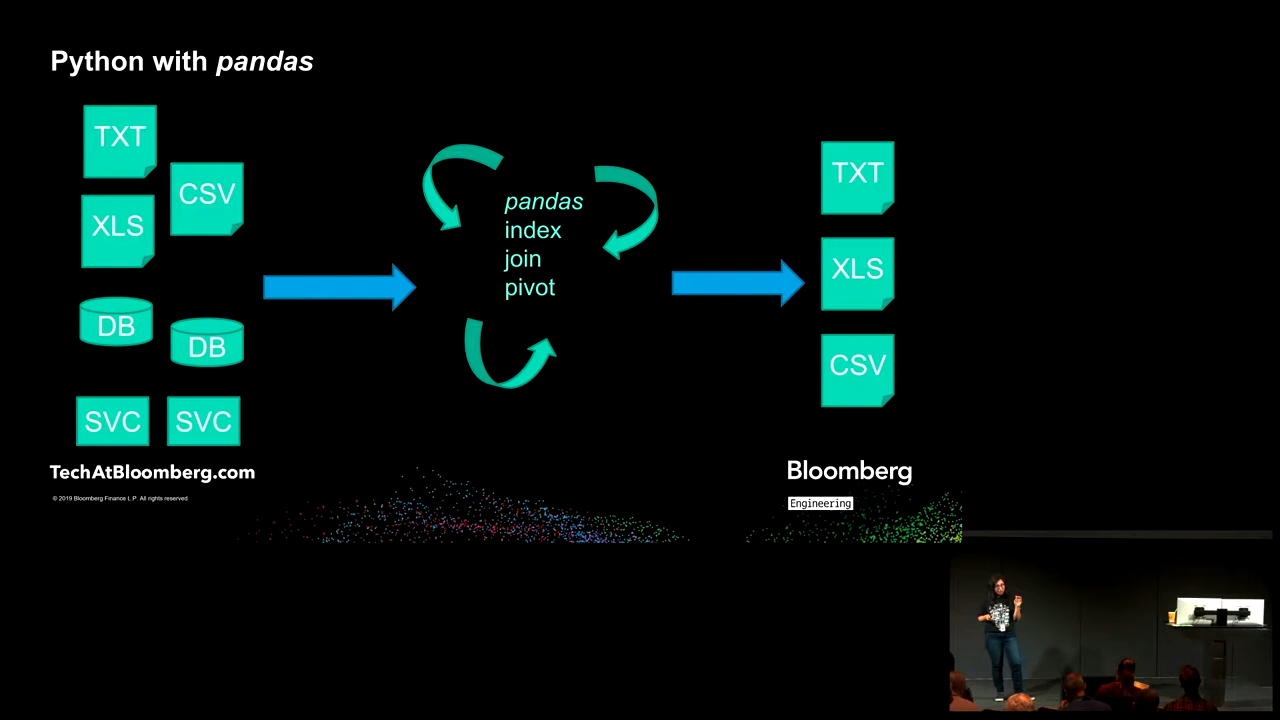 Python with pandas
TXT
CSV
XLS
DB
DB
SVC
SVC
pandas
index
join
pivot
TXT
XLS
CSV
TechAtBloomberg.com
© 2019 Bloomberg Finance L.P. All rights reserved
Bloomberg
Engineering